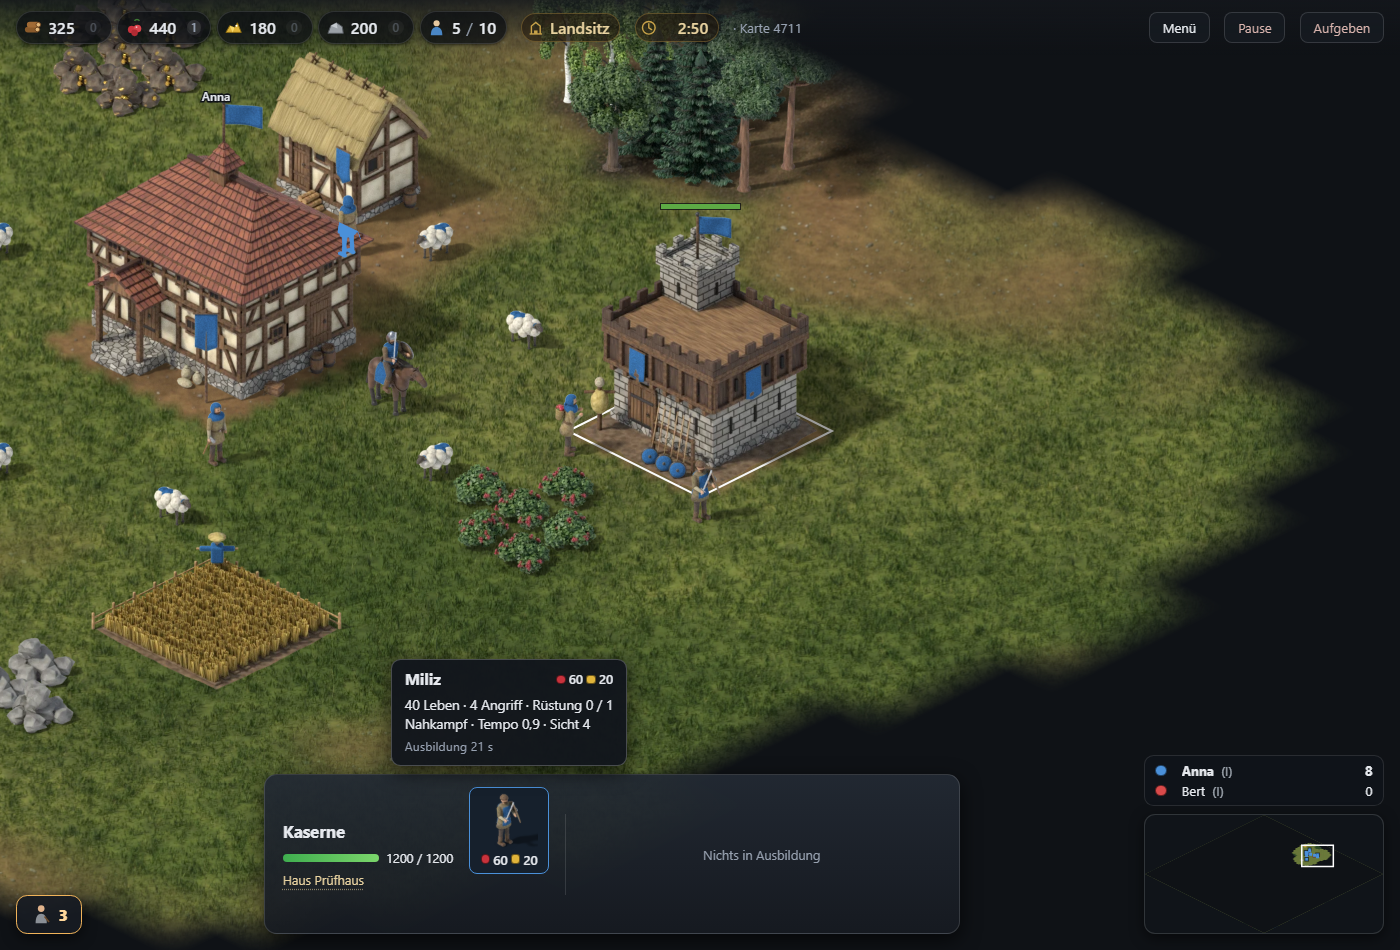 325 0 440 1 180 0 200 0 5 / 10 Landsitz 2:50 · Karte 4711 Menü Pause Aufgeben
Anna
Miliz 60 20
40 Leben · 4 Angriff · Rüstung 0 / 1
Nahkampf · Tempo 0,9 · Sicht 4
Ausbildung 21 s
Kaserne
1200 / 1200
Haus Prüfhaus
60 20
Nichts in Ausbildung
3
Anna (I) 8
Bert (I) 0